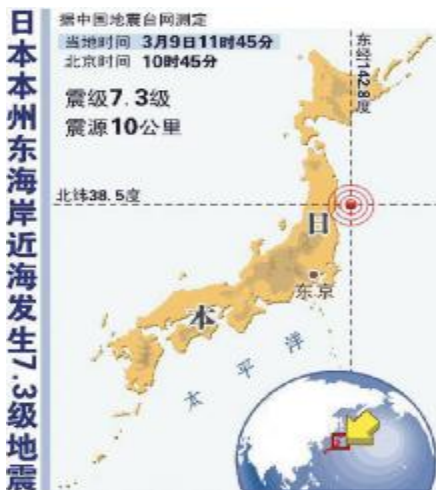 日本本州东海岸近海发生7.3级地震
据中国地震台网测定
当地时间 3月9日11时45分
北京时间 10时45分
震级7.3级
震源10公里
东经142.8度
北纬38.5度
日
本
东京
太平洋